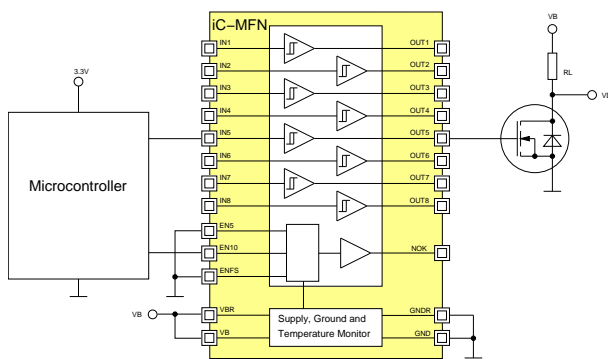 iC-MFN
VB
IN1
OUT1
IN2
OUT2
RL
3.3V
IN3
OUT3
IN4
OUT4
IN5
OUT5
Microcontroller
IN6
OUT6
IN7
OUT7
IN8
OUT8
EN5
EN10
NOK
ENFS
VB
VBR
Supply, Ground and
Temperature Monitor
GNDR
VB
GND